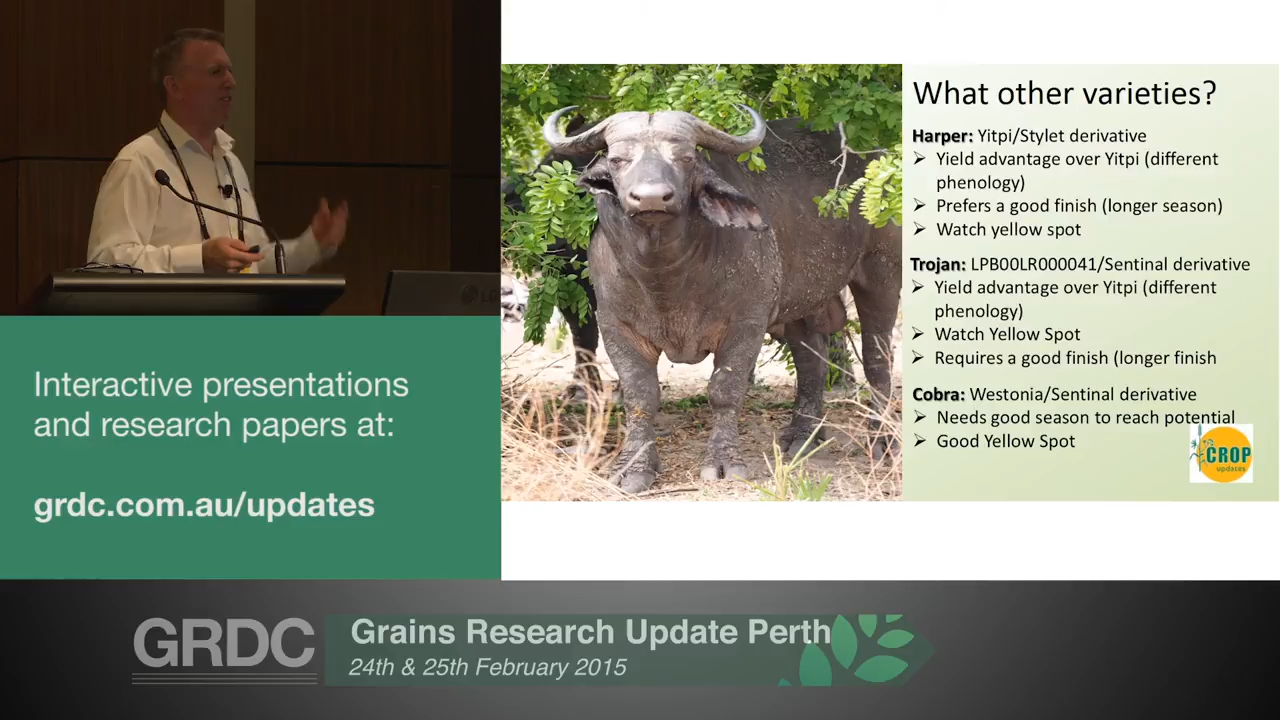 What other varieties?
Harper: Yitpi/Stylet derivative
➢ Yield advantage over Yitpi (different
phenology)
➢ Prefers a good finish (longer season)
➢ Watch yellow spot
Trojan: LPB00LR000041/Sentinal derivative
➢ Yield advantage over Yitpi (different
phenology)
➢ Watch Yellow Spot
➢ Requires a good finish (longer finish
Cobra: Westonia/Sentinal derivative
➢ Needs good season to reach potential
➢ Good Yellow Spot
CROP
updates
LG
Interactive presentations
and research papers at:
grdc.com.au/updates
GRDC
Grains Research Update Perth
24th & 25th February 2015